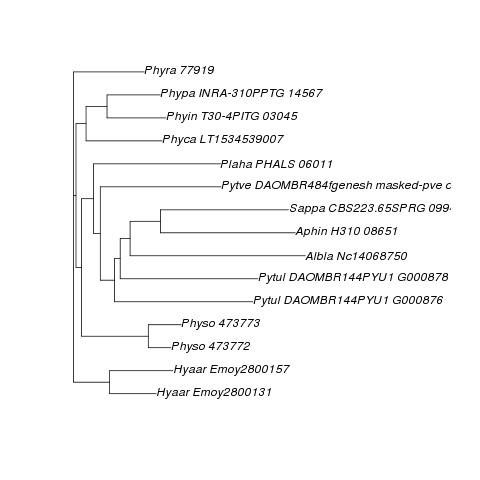 Phyra 77919
Phypa INRA-310PPTG 14567
Phyin T30-4PITG 03045
Phyca LT1534539007
Plaha PHALS 06011
Pytve DAOMBR484fgenesh masked-pve c
Sappa CBS223.65SPRG 099
Aphin H310 08651
Albla Nc14068750
Pytul DAOMBR144PYU1 G000878
Pytul DAOMBR144PYU1 G000876
Physo 473773
Physo 473772
Hyaar Emoy2800157
Hyaar Emoy2800131